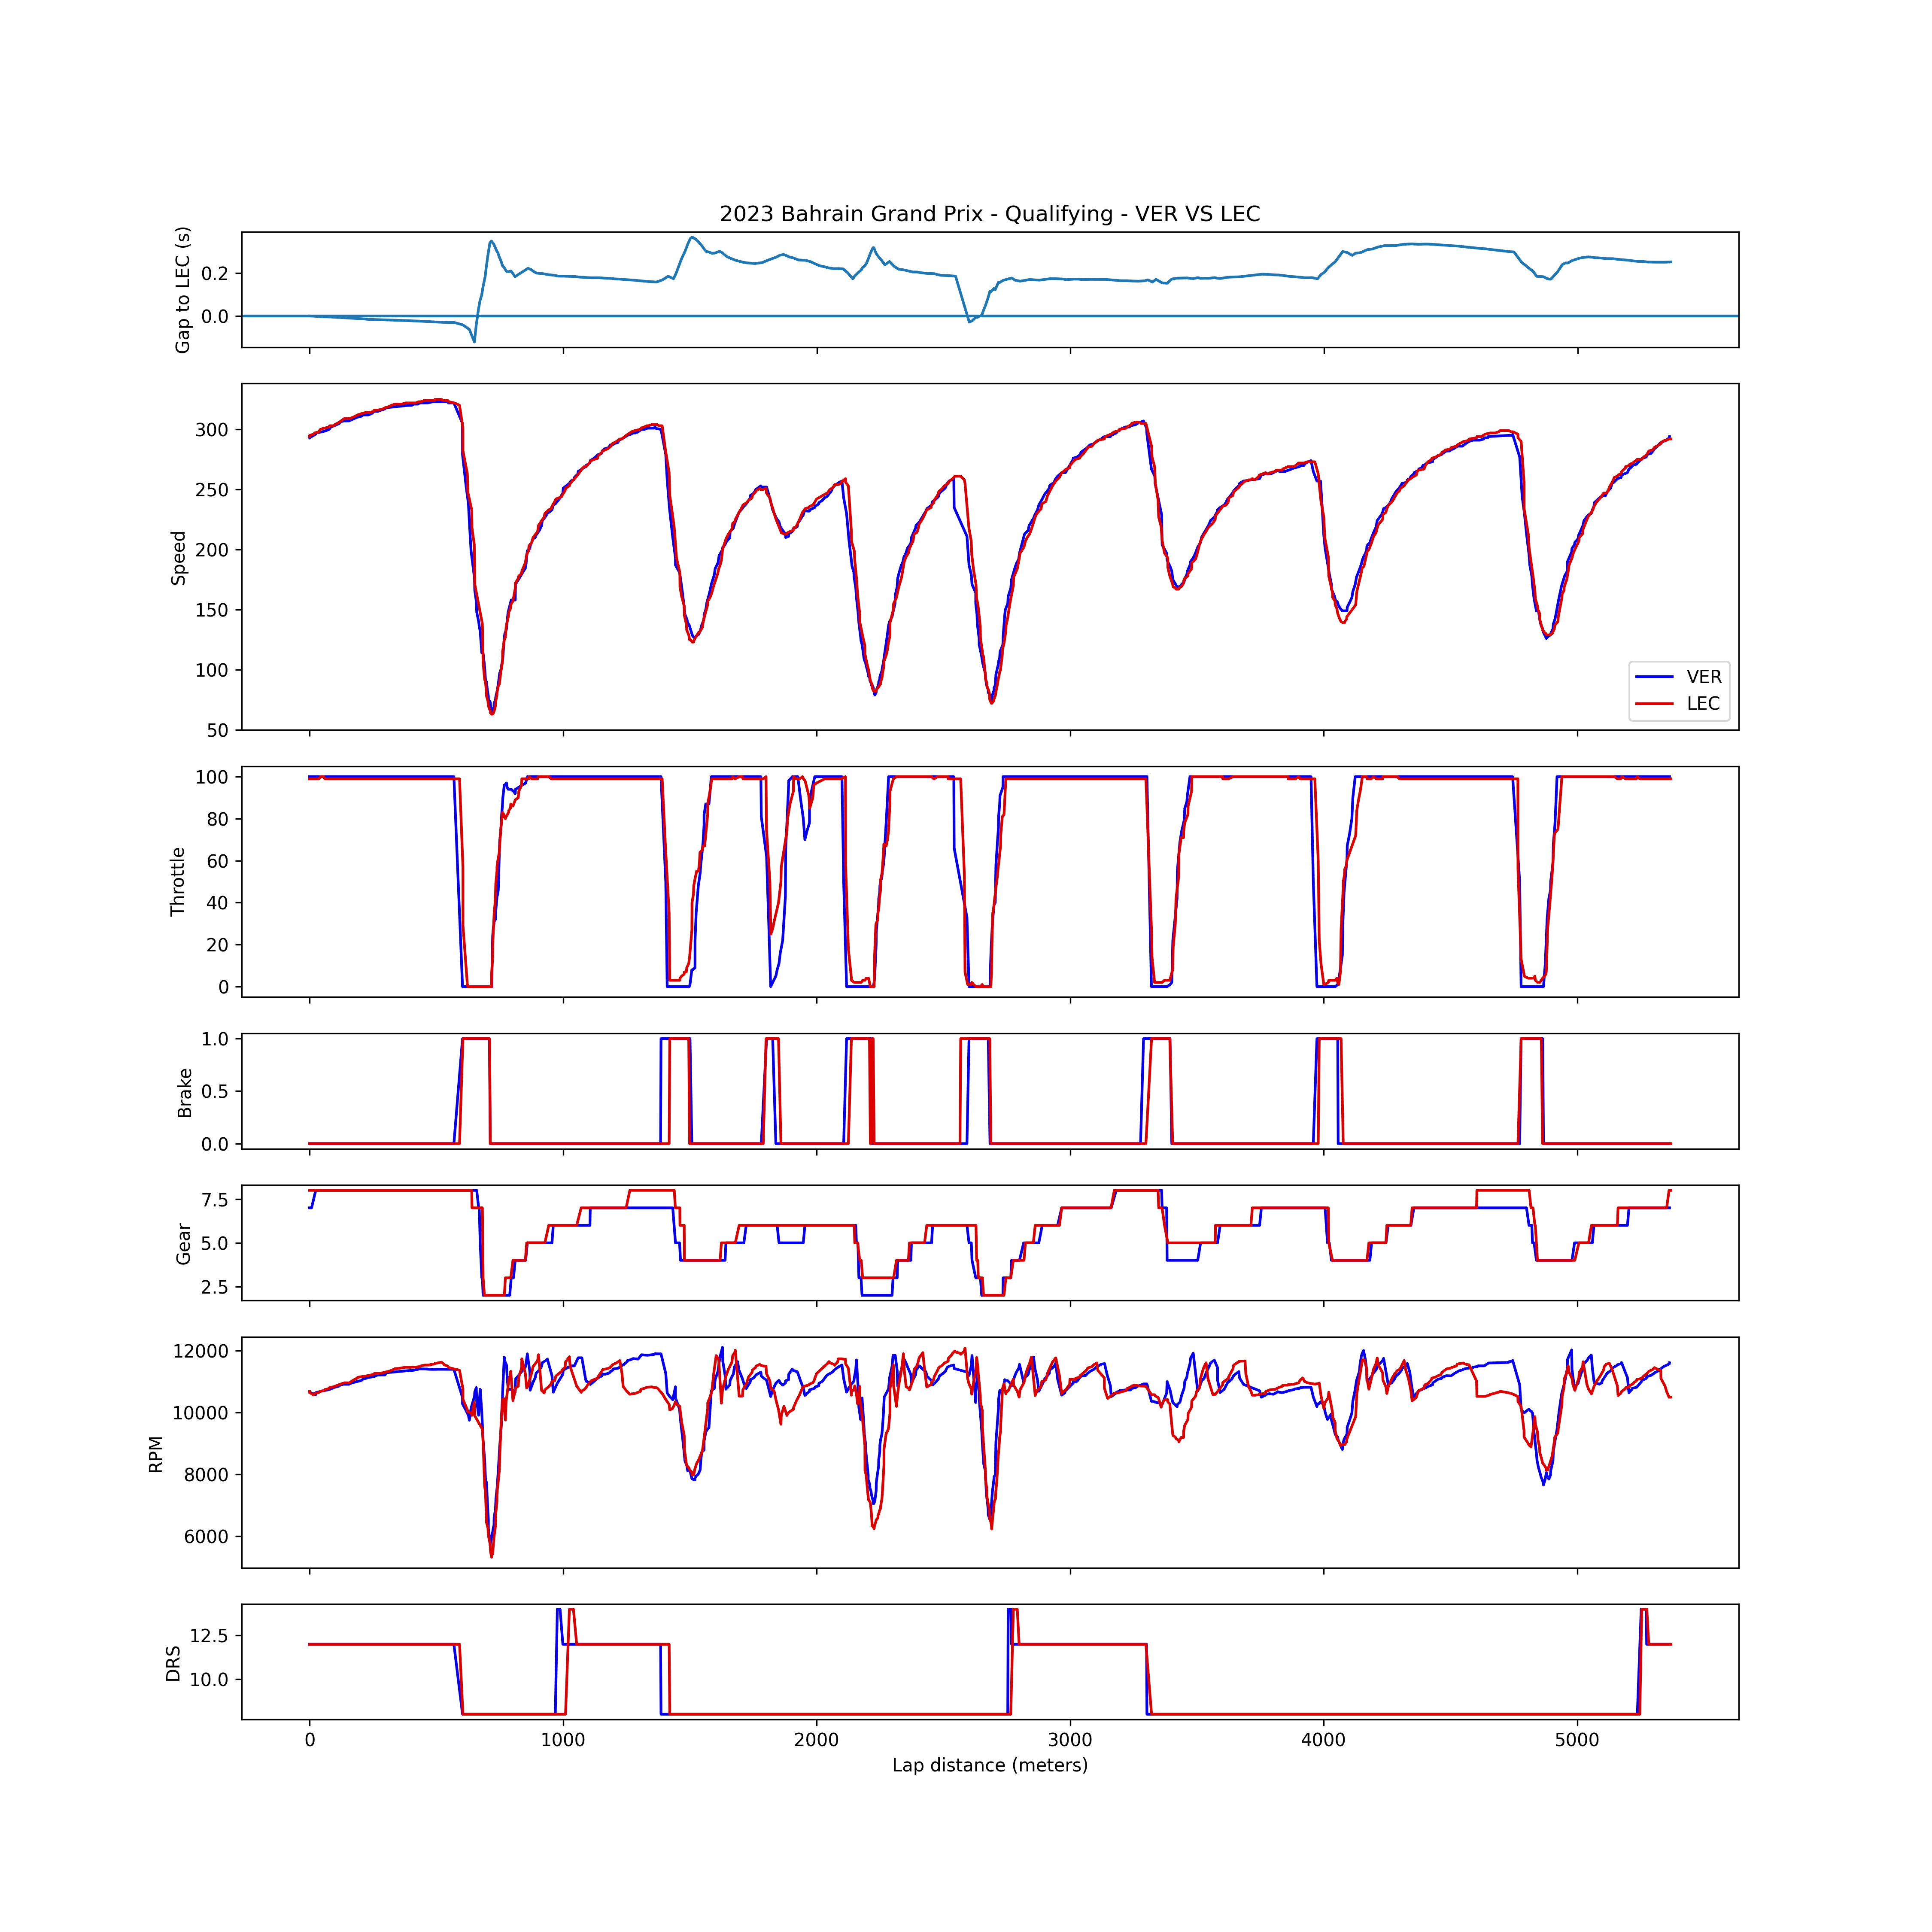 2023 Bahrain Grand Prix - Qualifying - VER VS LEC
Gap to LEC (s)
0.2
0.0
Speed
300
250
200
150
100
50
VER
LEC
Throttle
100
80
60
40
20
0
Brake
1.0
0.5
0.0
Gear
7.5
5.0
2.5
RPM
12000
10000
8000
6000
DRS
12.5
10.0
0 1000 2000 3000 4000 5000
Lap distance (meters)